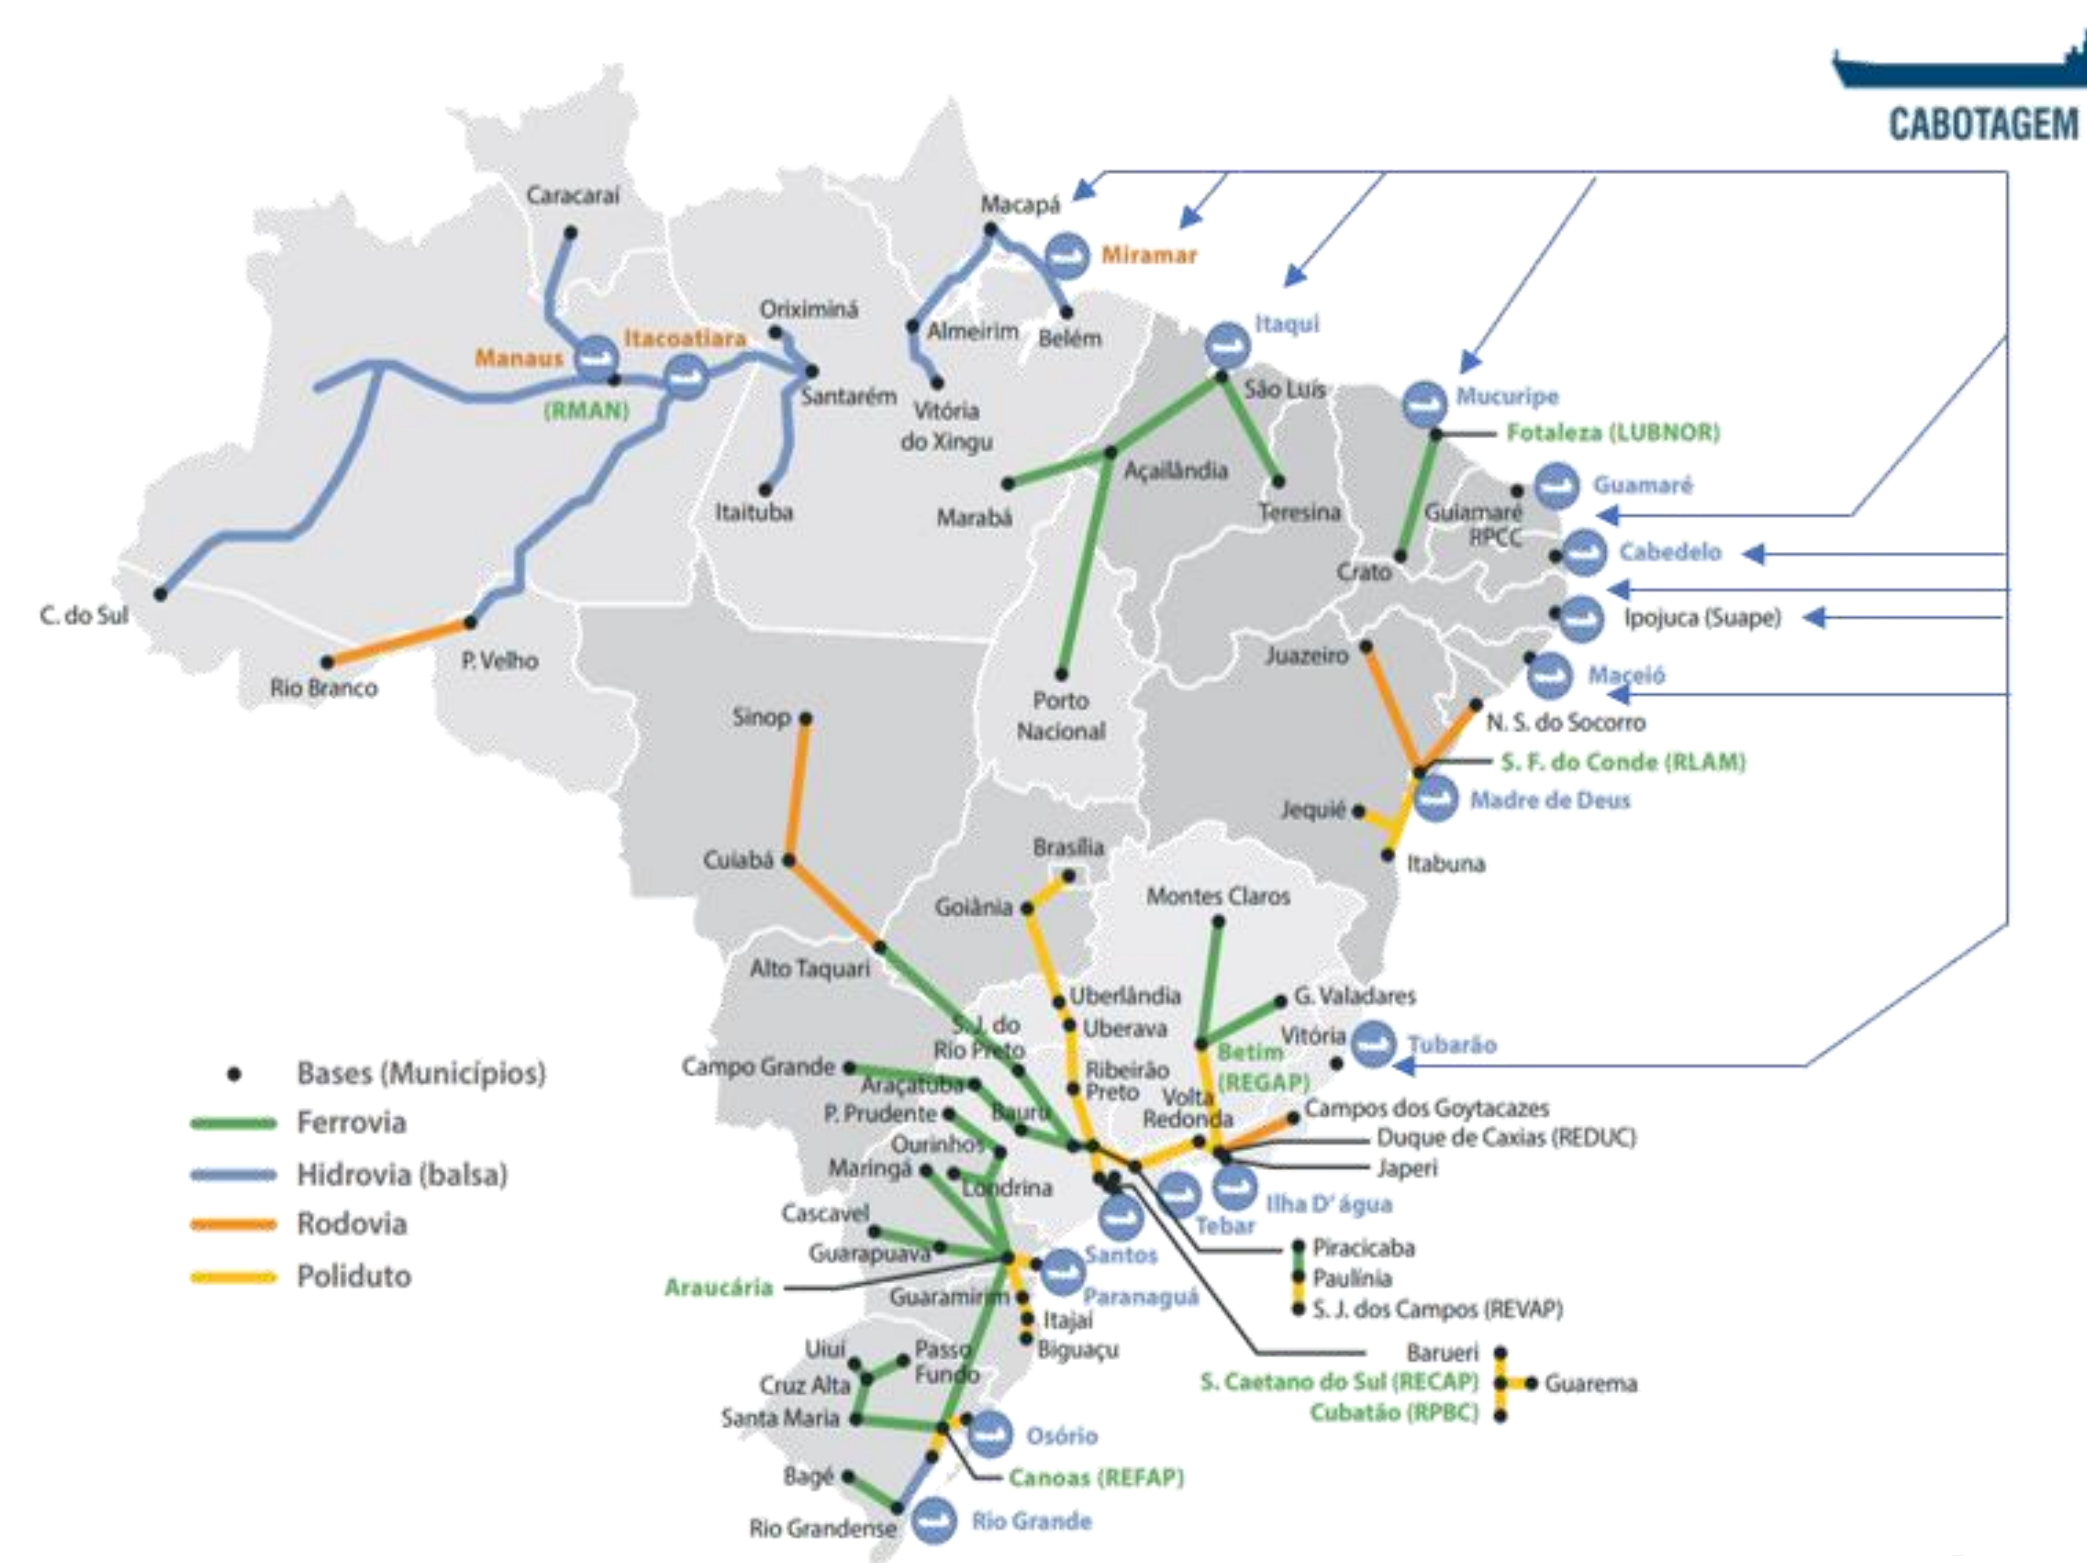 CABOTAGEM
Caracaraí
Macapá
Miramar
Oriximiná
Itacoatiara
Manaus
(RMAN)
Almeirim
Belém
Santarém
Vitória
do Xingu
Itaituba
Itaqui
São Luís
Mucuripe
Fotaleza (LUBNOR)
Açailândia
Marabá
Teresina
Guamaré
Guiamaré
RPCC
Cabedelo
Crato
C. do Sul
P. Velho
Rio Branco
Ipojuca (Suape)
Juazeiro
Maceió
Porto
Nacional
Sinop
N. S. do Socorro
S. F. do Conde (RLAM)
Madre de Deus
Jequié
Itabuna
Cuiabá
Brasília
Goiânia
Montes Claros
Alto Taquari
Uberlândia
Uberava
G. Valadares
Vitória
Tubarão
S. J. do
Rio Preto
Campo Grande
Araçatuba
Ribeirão
Preto
Betim
(REGAP)
Volta
Redonda
P. Prudente
Bauru
Campos dos Goytacazes
Duque de Caxias (REDUC)
Japeri
Ourinhos
Maringá
Londrina
Ilha D' água
Tebar
Cascavel
Guarapuava
Santos
Piracicaba
Paulínia
S. J. dos Campos (REVAP)
Araucária
Paranaguá
Guaramirim
Itajaí
Biguaçu
Barueri
S. Caetano do Sul (RECAP)
Guarema
Cubatão (RPBC)
Uiuí
Passo
Fundo
Cruz Alta
Santa Maria
Osório
Canoas (REFAP)
Bagé
Rio Grandense
Rio Grande
Bases (Municípios)
Ferrovia
Hidrovia (balsa)
Rodovia
Poliduto